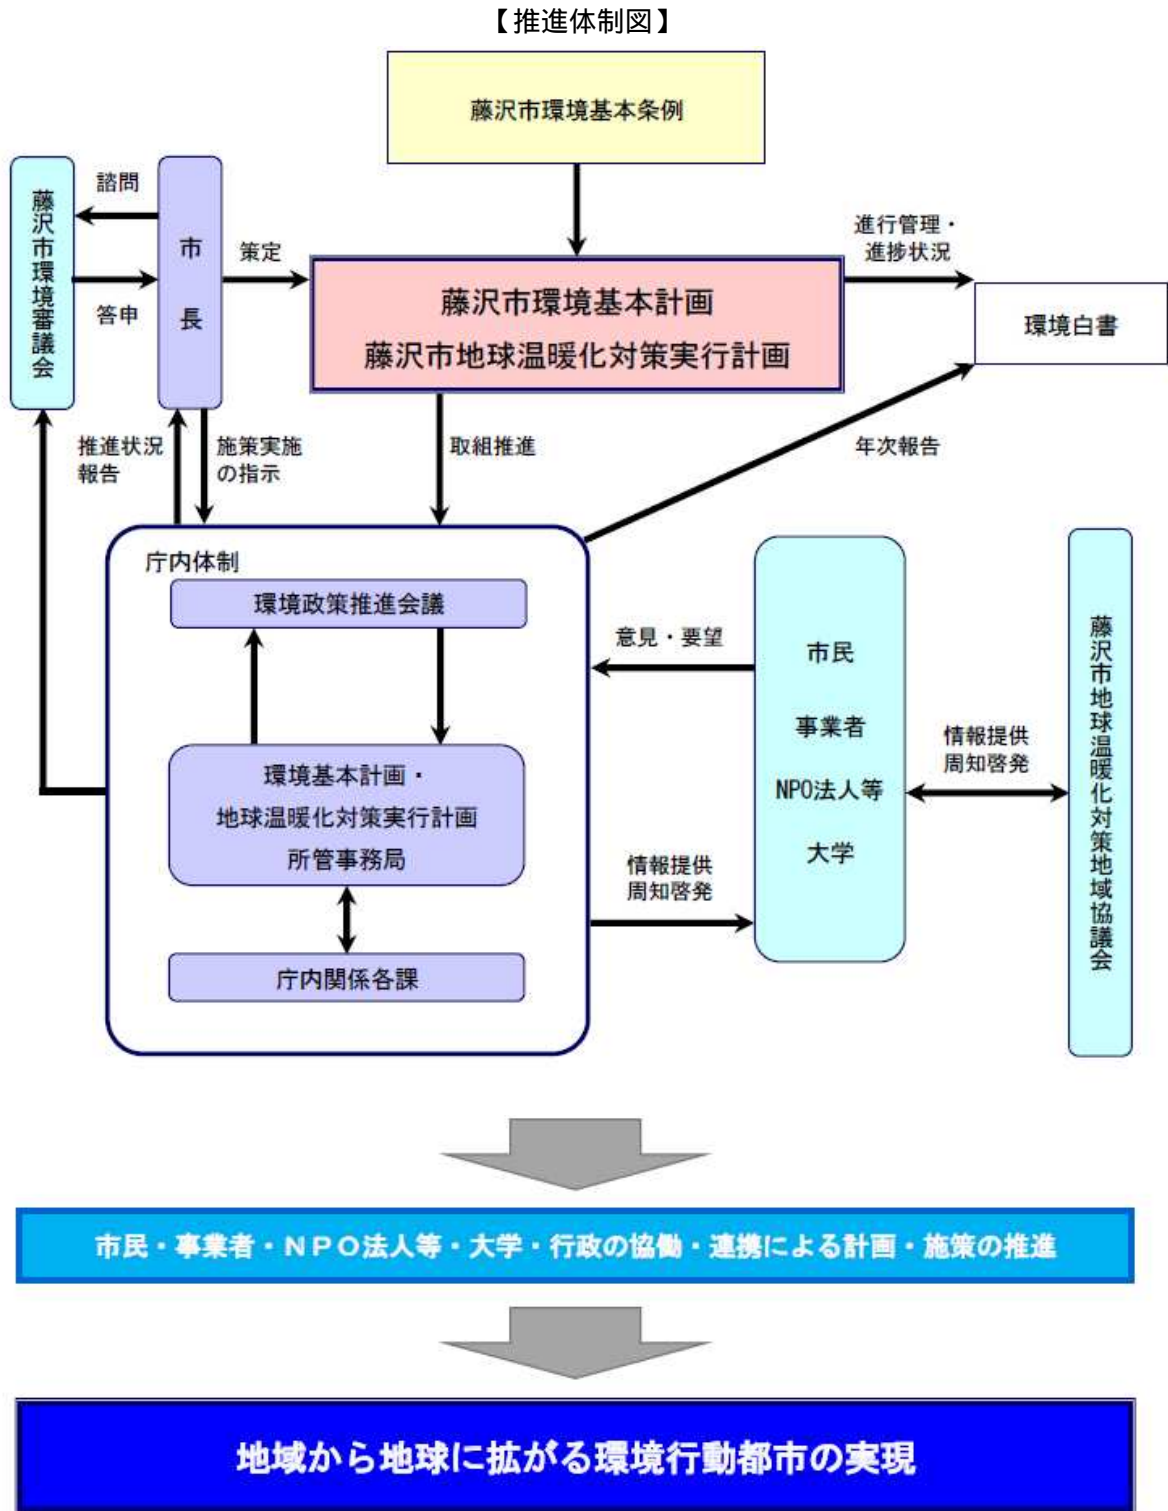 【推進体制図】
藤沢市環境基本条例
藤沢市環境審議会
諮問
答申
市長
策定
藤沢市環境基本計画
藤沢市地球温暖化対策実行計画
進行管理・
進捗状況
環境白書
推進状況
報告
施策実施
の指示
取組推進
年次報告
庁内体制
環境政策推進会議
環境基本計画・
地球温暖化対策実行計画
所管事務局
庁内関係各課
意見・要望
情報提供
周知啓発
市民
事業者
NPO法人等
大学
情報提供
周知啓発
藤沢市地球温暖化対策地域協議会
市民・事業者・NPO法人等・大学・行政の協働・連携による計画・施策の推進
地域から地球に拡がる環境行動都市の実現